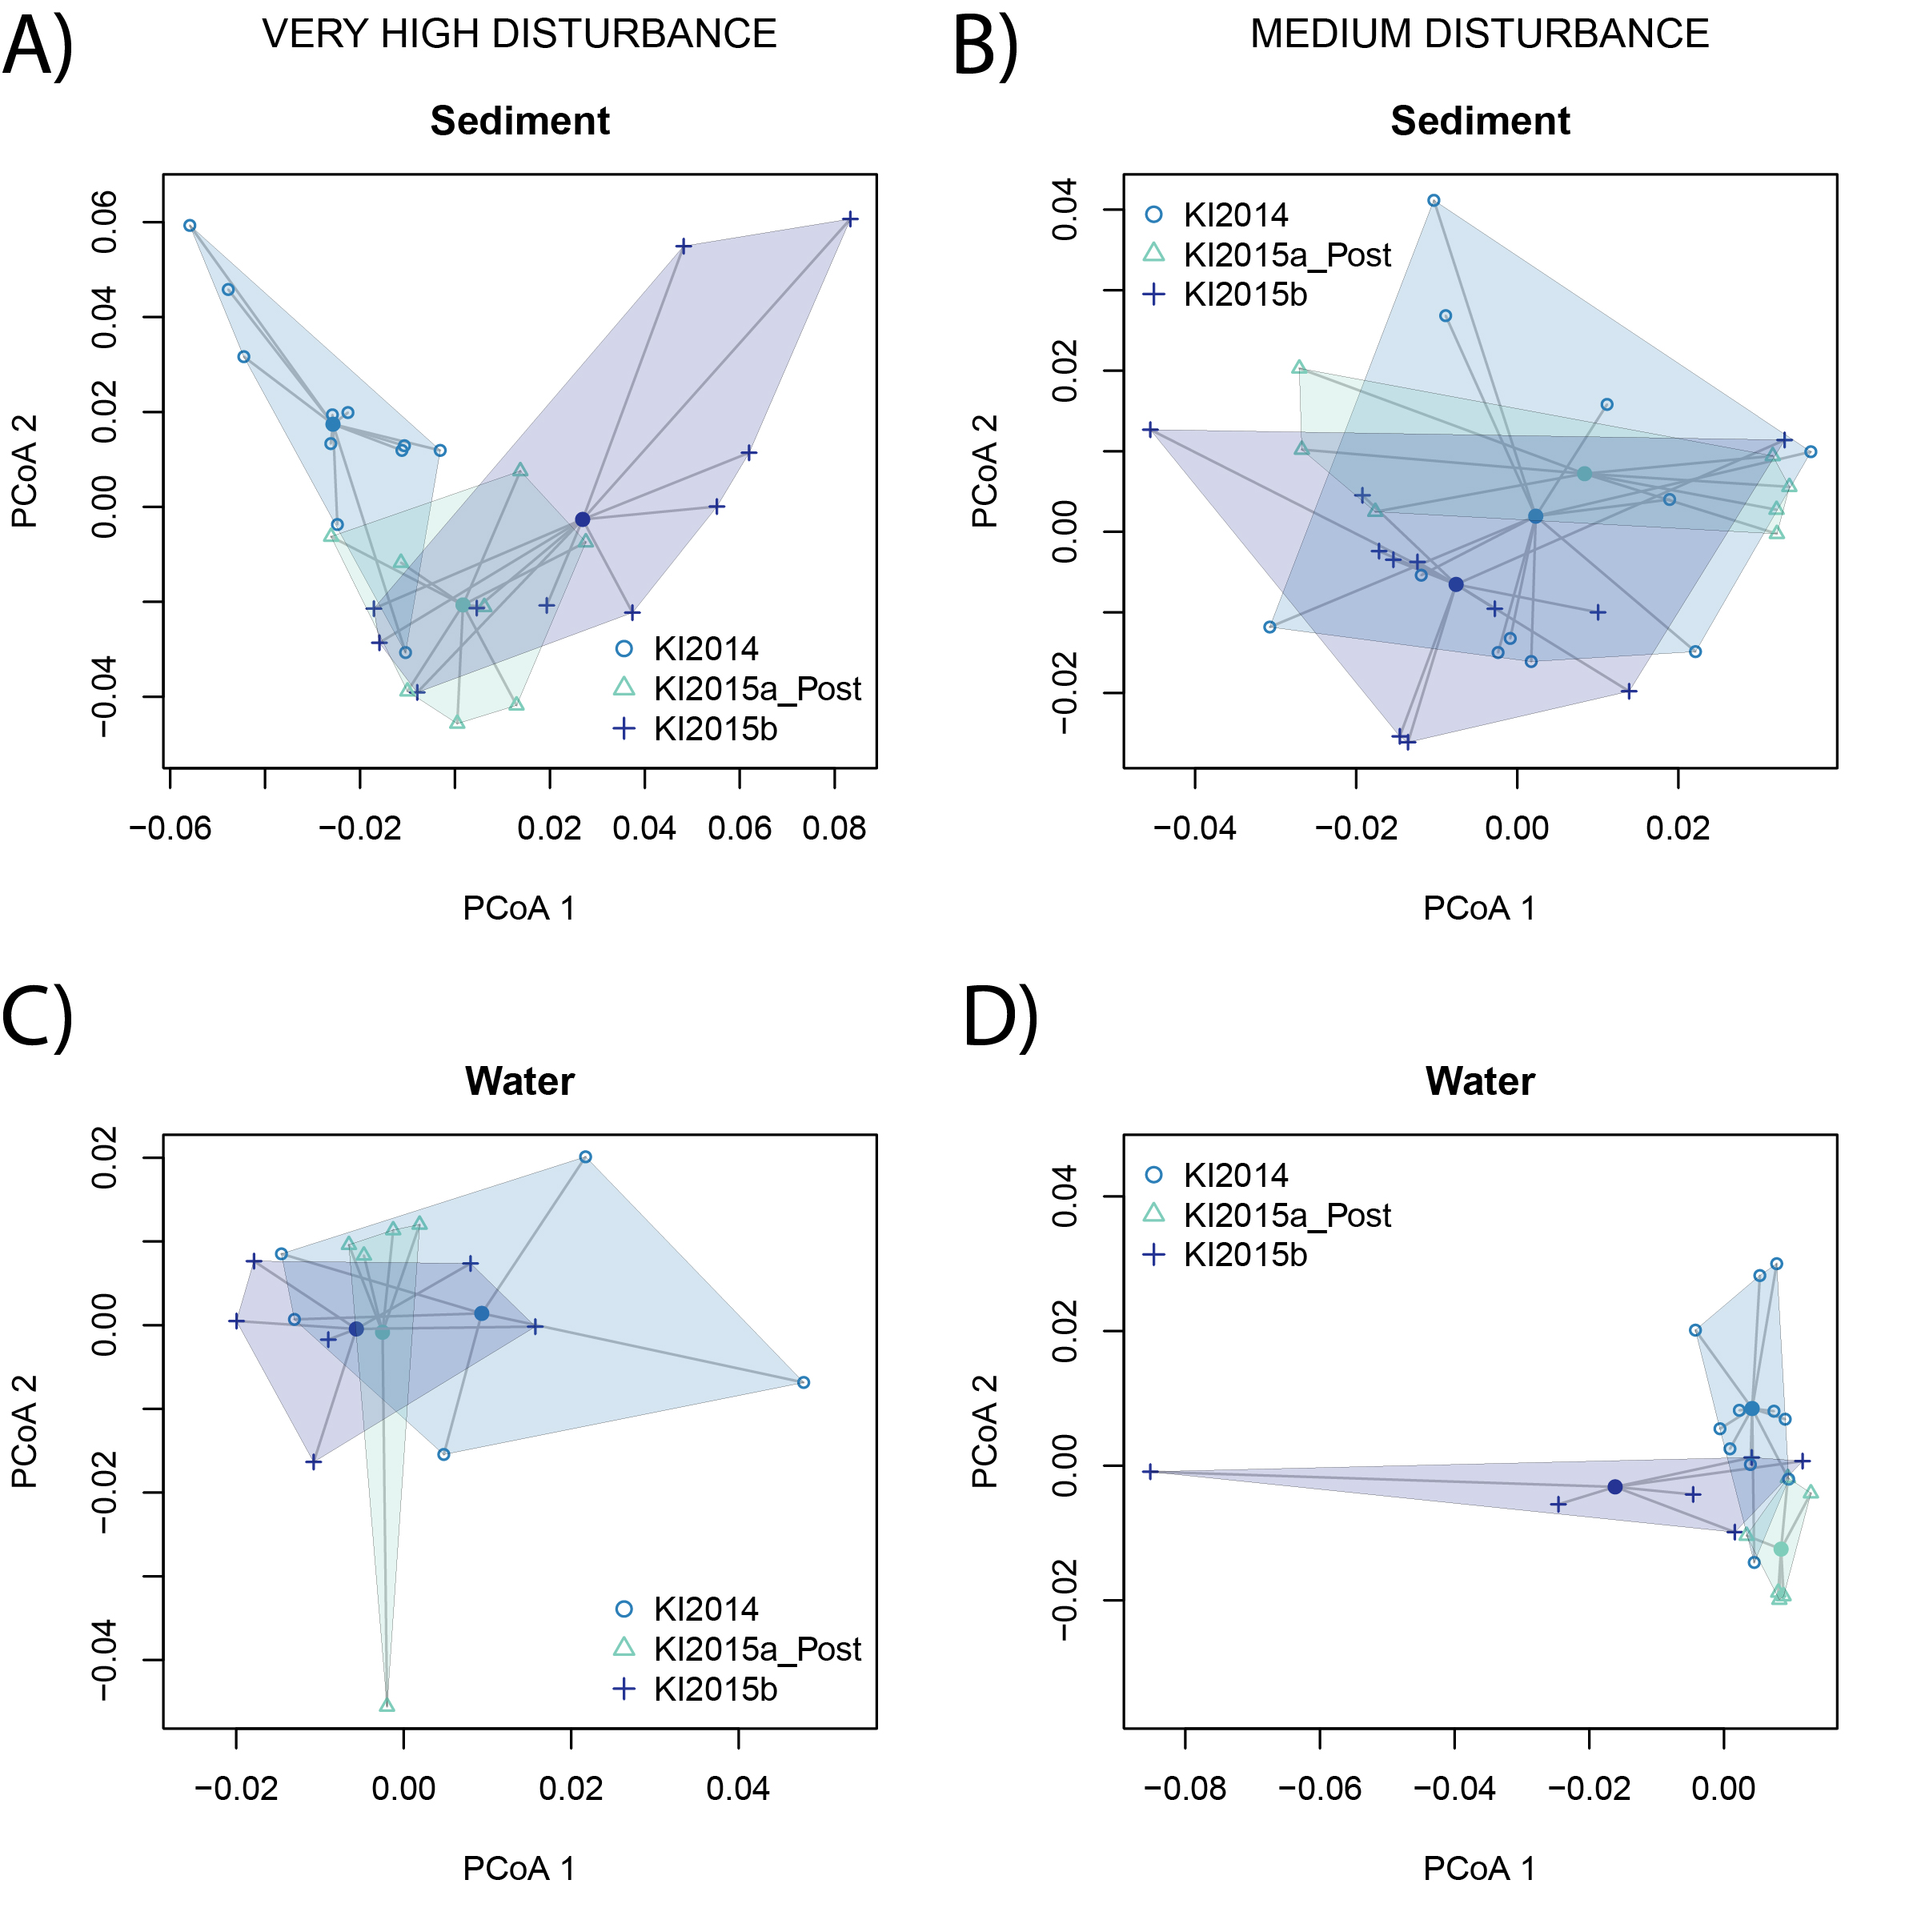 A) VERY HIGH DISTURBANCE
Sediment
PCoA 2
0.06
0.04
0.02
0.00
−0.04
KI2014
KI2015a_Post
KI2015b
−0.06 −0.02 0.02 0.04 0.06 0.08
PCoA 1
B) MEDIUM DISTURBANCE
Sediment
PCoA 2
0.04
0.02
0.00
−0.02
KI2014
KI2015a_Post
KI2015b
−0.04 −0.02 0.00 0.02
PCoA 1
C)
Water
PCoA 2
0.02
0.00
−0.02
−0.04
KI2014
KI2015a_Post
KI2015b
−0.02 0.00 0.02 0.04
PCoA 1
D)
Water
PCoA 2
0.04
0.02
0.00
−0.02
KI2014
KI2015a_Post
KI2015b
−0.08 −0.06 −0.04 −0.02 0.00
PCoA 1